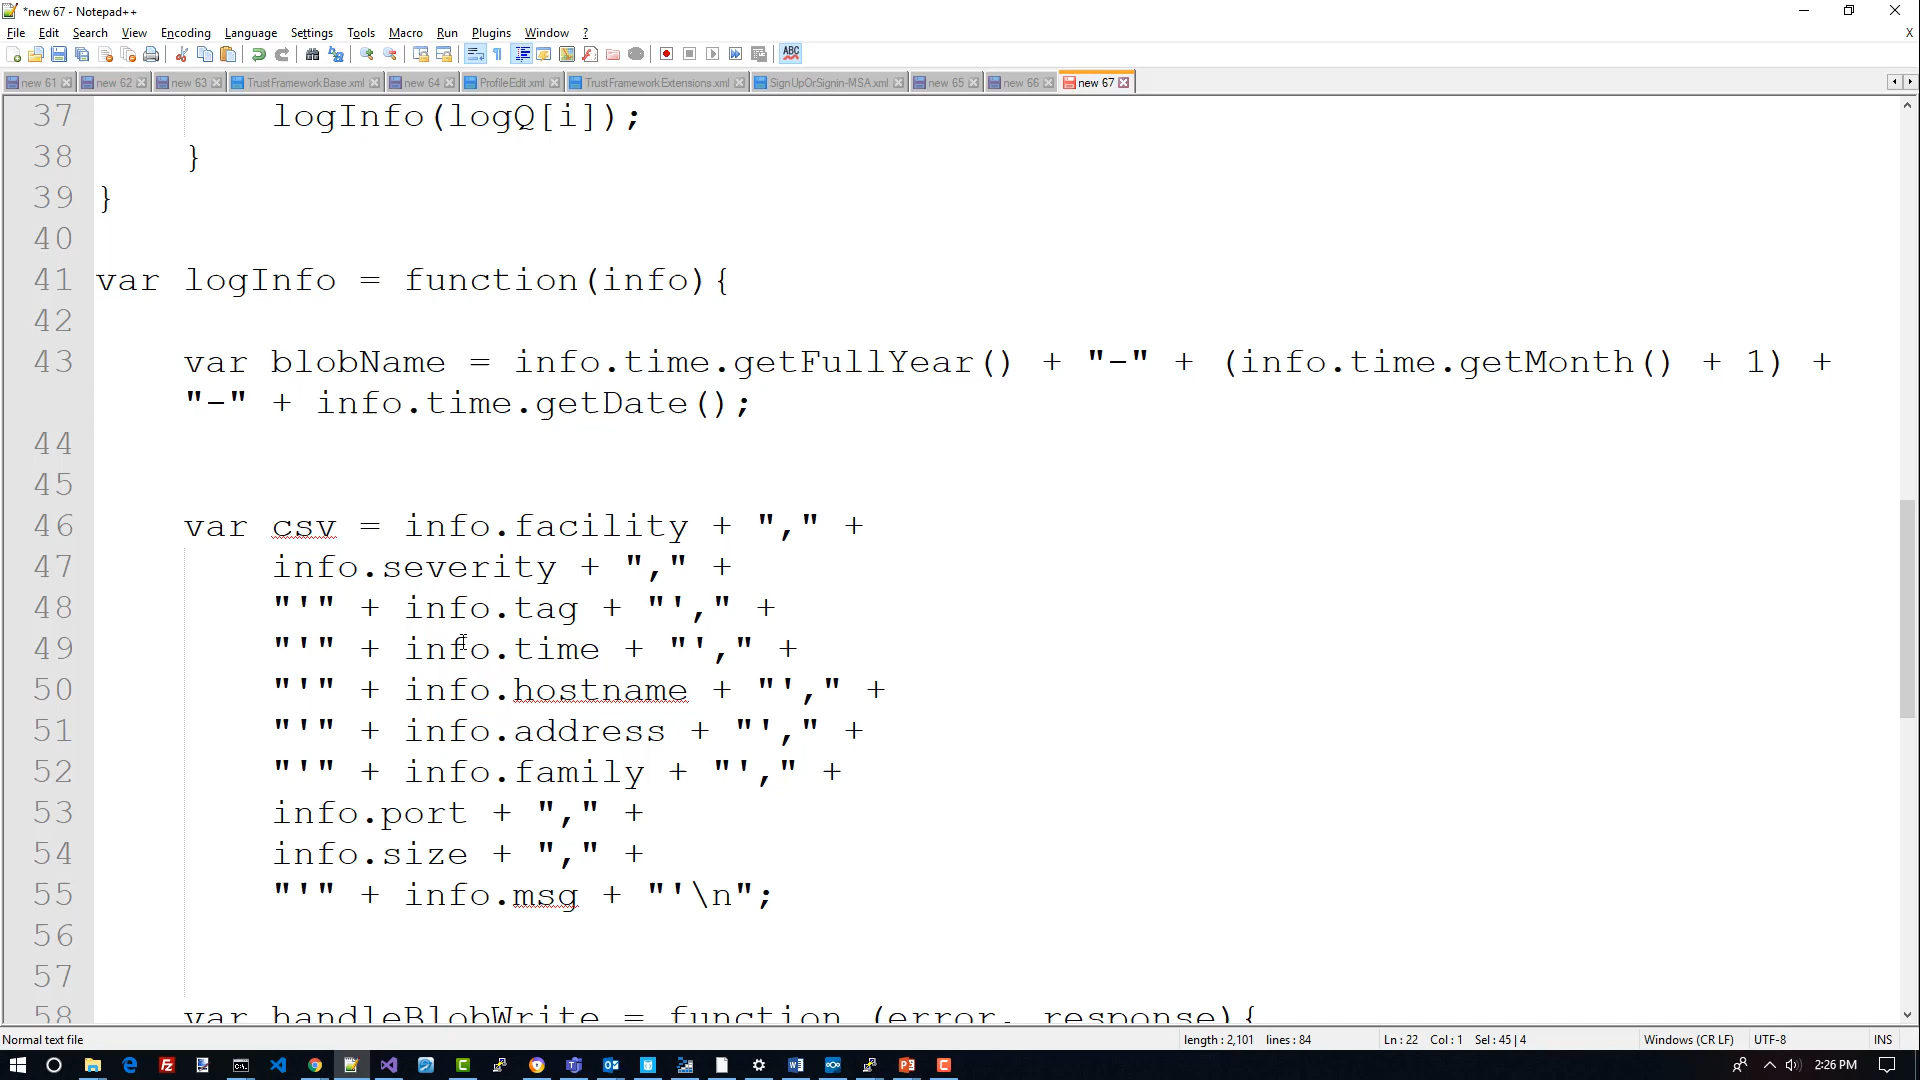 *new 67 - Notepad++
File Edit Search View Encoding Language Settings Tools Macro Run Plugins Window ? X
new 61 new 62 new 63 TrustFrameworkBase.xml new 64 ProfileEdit.xml TrustFrameworkExtensions.xml SignUpOrSignin-MSA.xml new 65 new 66 new 67
37 logInfo(logQ[i]);
38 }
39 }
40
41 var logInfo = function(info){
42
43 var blobName = info.time.getFullYear() + "-" + (info.time.getMonth() + 1) +
"-" + info.time.getDate();
44
45
46 var csv = info.facility + "," +
47 info.severity + "," +
48 "'" + info.tag + "'," +
49 "'" + info.time + "'," +
50 "'" + info.hostname + "'," +
51 "'" + info.address + "'," +
52 "'" + info.family + "'," +
53 info.port + "," +
54 info.size + "," +
55 "'" + info.msg + "'\n";
56
57
58 var handleBlobWrite = function (error, response){
Normal text file length : 2,101 lines : 84 Ln : 22 Col : 1 Sel : 45 | 4 Windows (CR LF) UTF-8 INS
2:26 PM